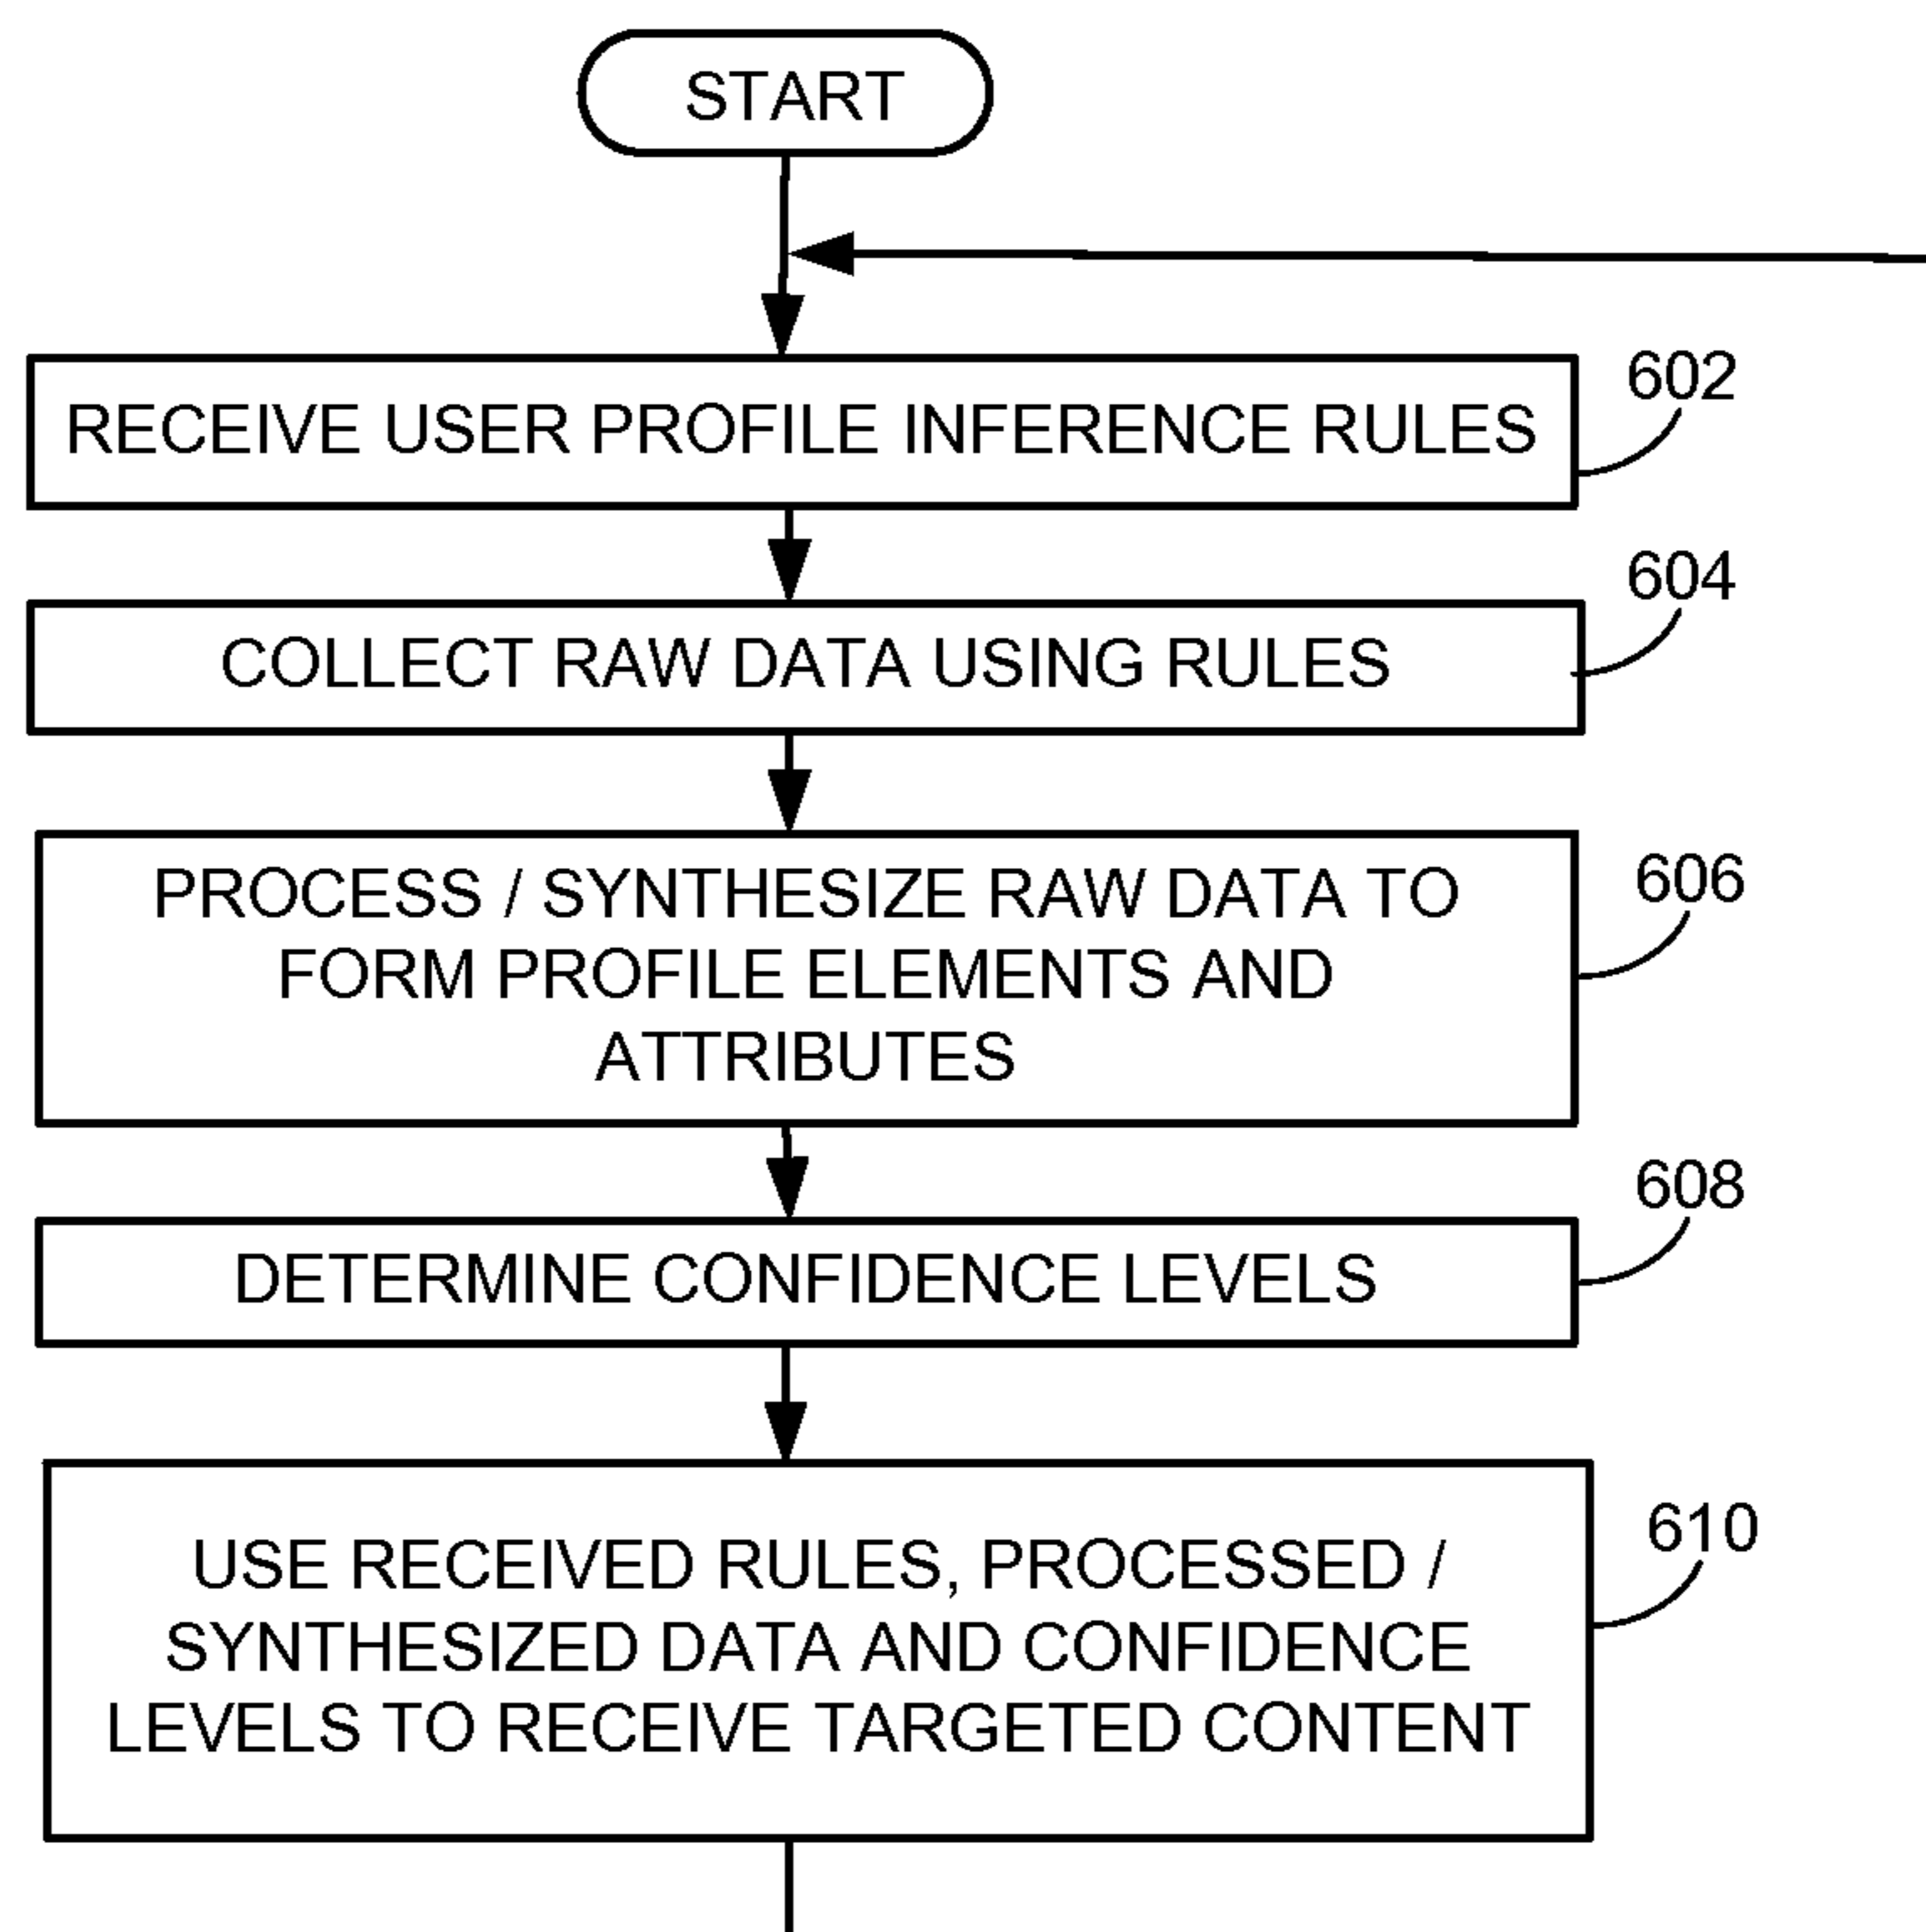 START
602
RECEIVE USER PROFILE INFERENCE RULES
604
COLLECT RAW DATA USING RULES
606
PROCESS / SYNTHESIZE RAW DATA TO
FORM PROFILE ELEMENTS AND
ATTRIBUTES
608
DETERMINE CONFIDENCE LEVELS
610
USE RECEIVED RULES, PROCESSED /
SYNTHESIZED DATA AND CONFIDENCE
LEVELS TO RECEIVE TARGETED CONTENT